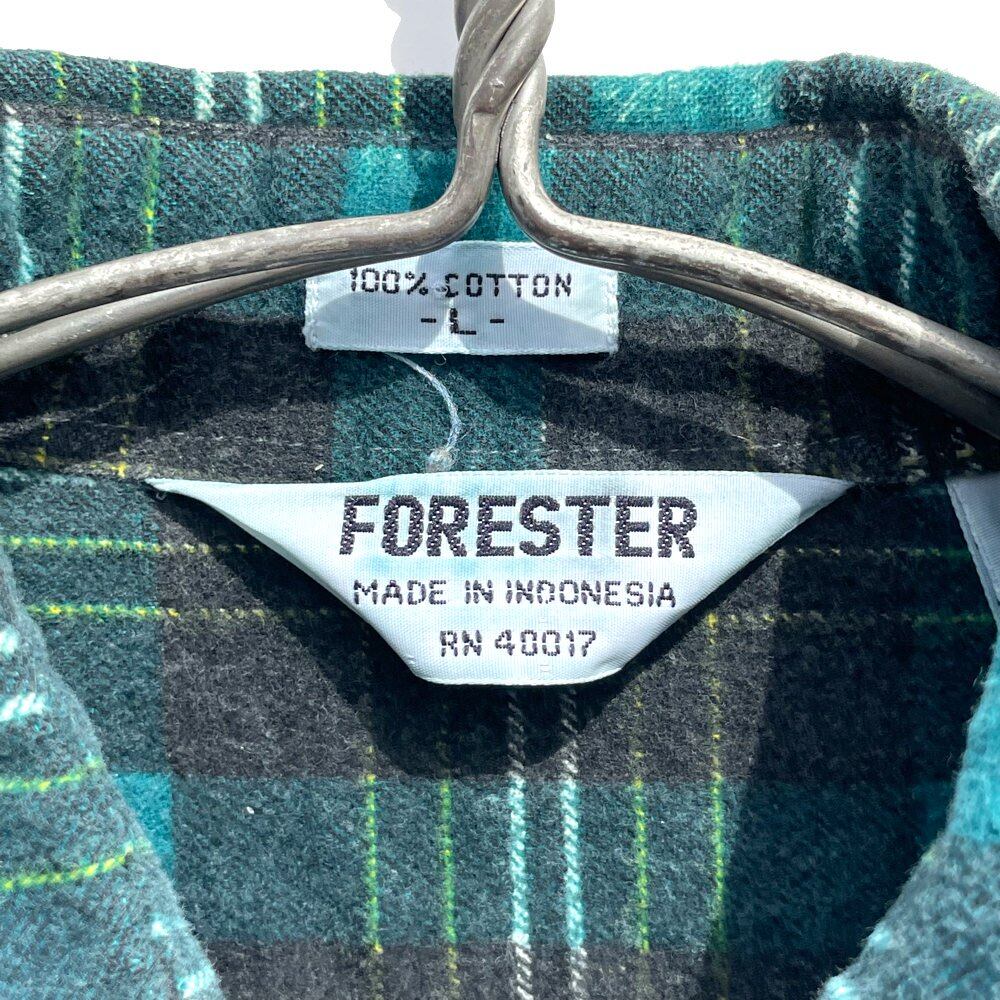 100% COTTON
- L -
FORESTER
MADE IN INDONESIA
RN 40017